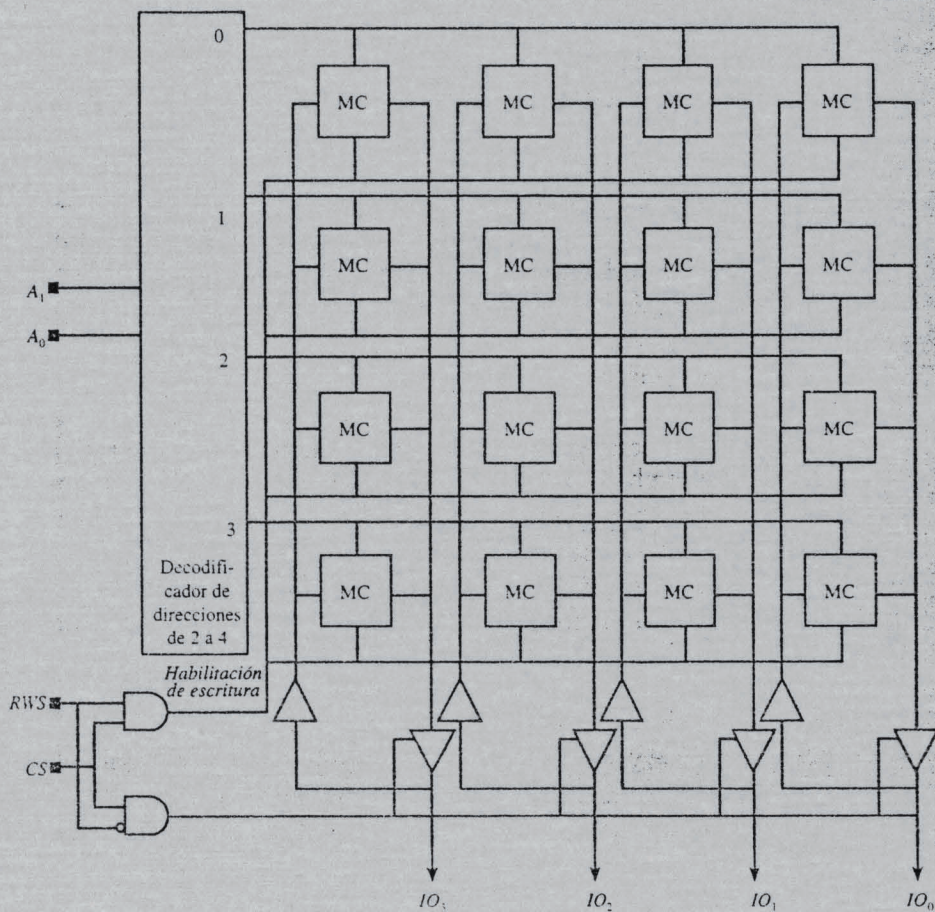 0
MC MC MC MC
1
MC MC MC MC
A₁
A₀
2
MC MC MC MC
3
MC MC MC MC
Decodifi-
cador de
direcciones
de 2 a 4
Habilitación
de escritura
RWS
CS
IO₃ IO₂ IO₁ IO₀